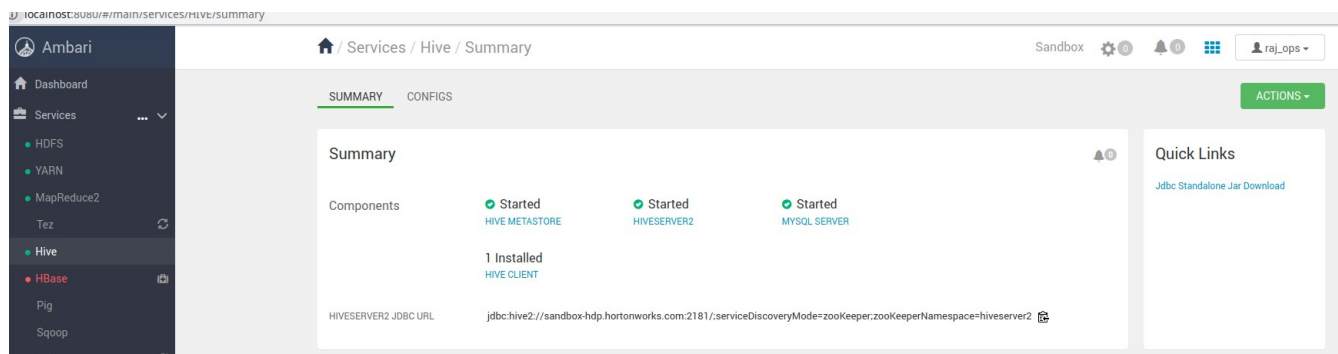 localhost:8080/#/main/services/HIVE/summary
Ambari
/ Services / Hive / Summary
Sandbox
0
0
raj_ops
Dashboard
Services
...
HDFS
YARN
MapReduce2
Tez
Hive
HBase
Pig
Sqoop
SUMMARY CONFIGS
ACTIONS
Summary
0
Components
Started
HIVE METASTORE
Started
HIVESERVER2
Started
MYSQL SERVER
1 Installed
HIVE CLIENT
HIVESERVER2 JDBC URL jdbc:hive2://sandbox-hdp.hortonworks.com:2181/;serviceDiscoveryMode=zooKeeper;zooKeeperNamespace=hiveserver2
Quick Links
Jdbc Standalone Jar Download